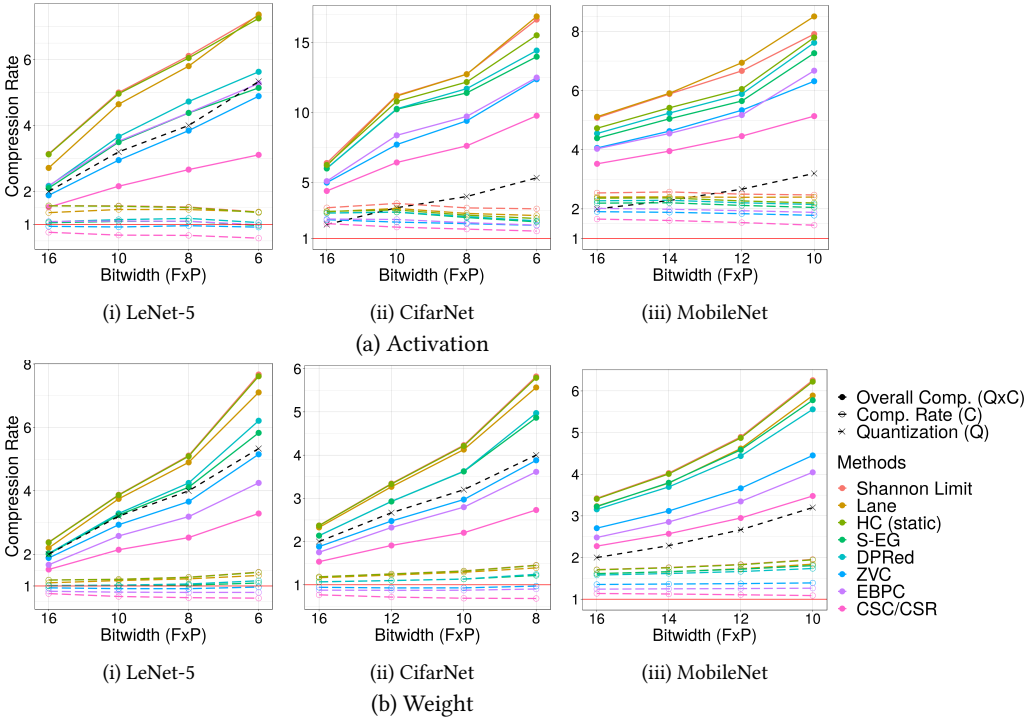 Compression Rate
6
4
2
1
16
10
8
6
Bitwidth (FxP)
(i) LeNet-5
15
10
5
1
16
10
8
6
Bitwidth (FxP)
(ii) CifarNet
8
6
4
2
1
16
14
12
10
Bitwidth (FxP)
(iii) MobileNet
(a) Activation
Compression Rate
8
6
4
2
1
16
10
8
6
Bitwidth (FxP)
(i) LeNet-5
6
5
4
3
2
1
16
12
10
8
Bitwidth (FxP)
(ii) CifarNet
6
5
4
3
2
1
16
14
12
10
Bitwidth (FxP)
(iii) MobileNet
(b) Weight
Overall Comp. (QxC)
Comp. Rate (C)
Quantization (Q)
Methods
Shannon Limit
Lane
HC (static)
S-EG
DPRed
ZVC
EBPC
CSC/CSR